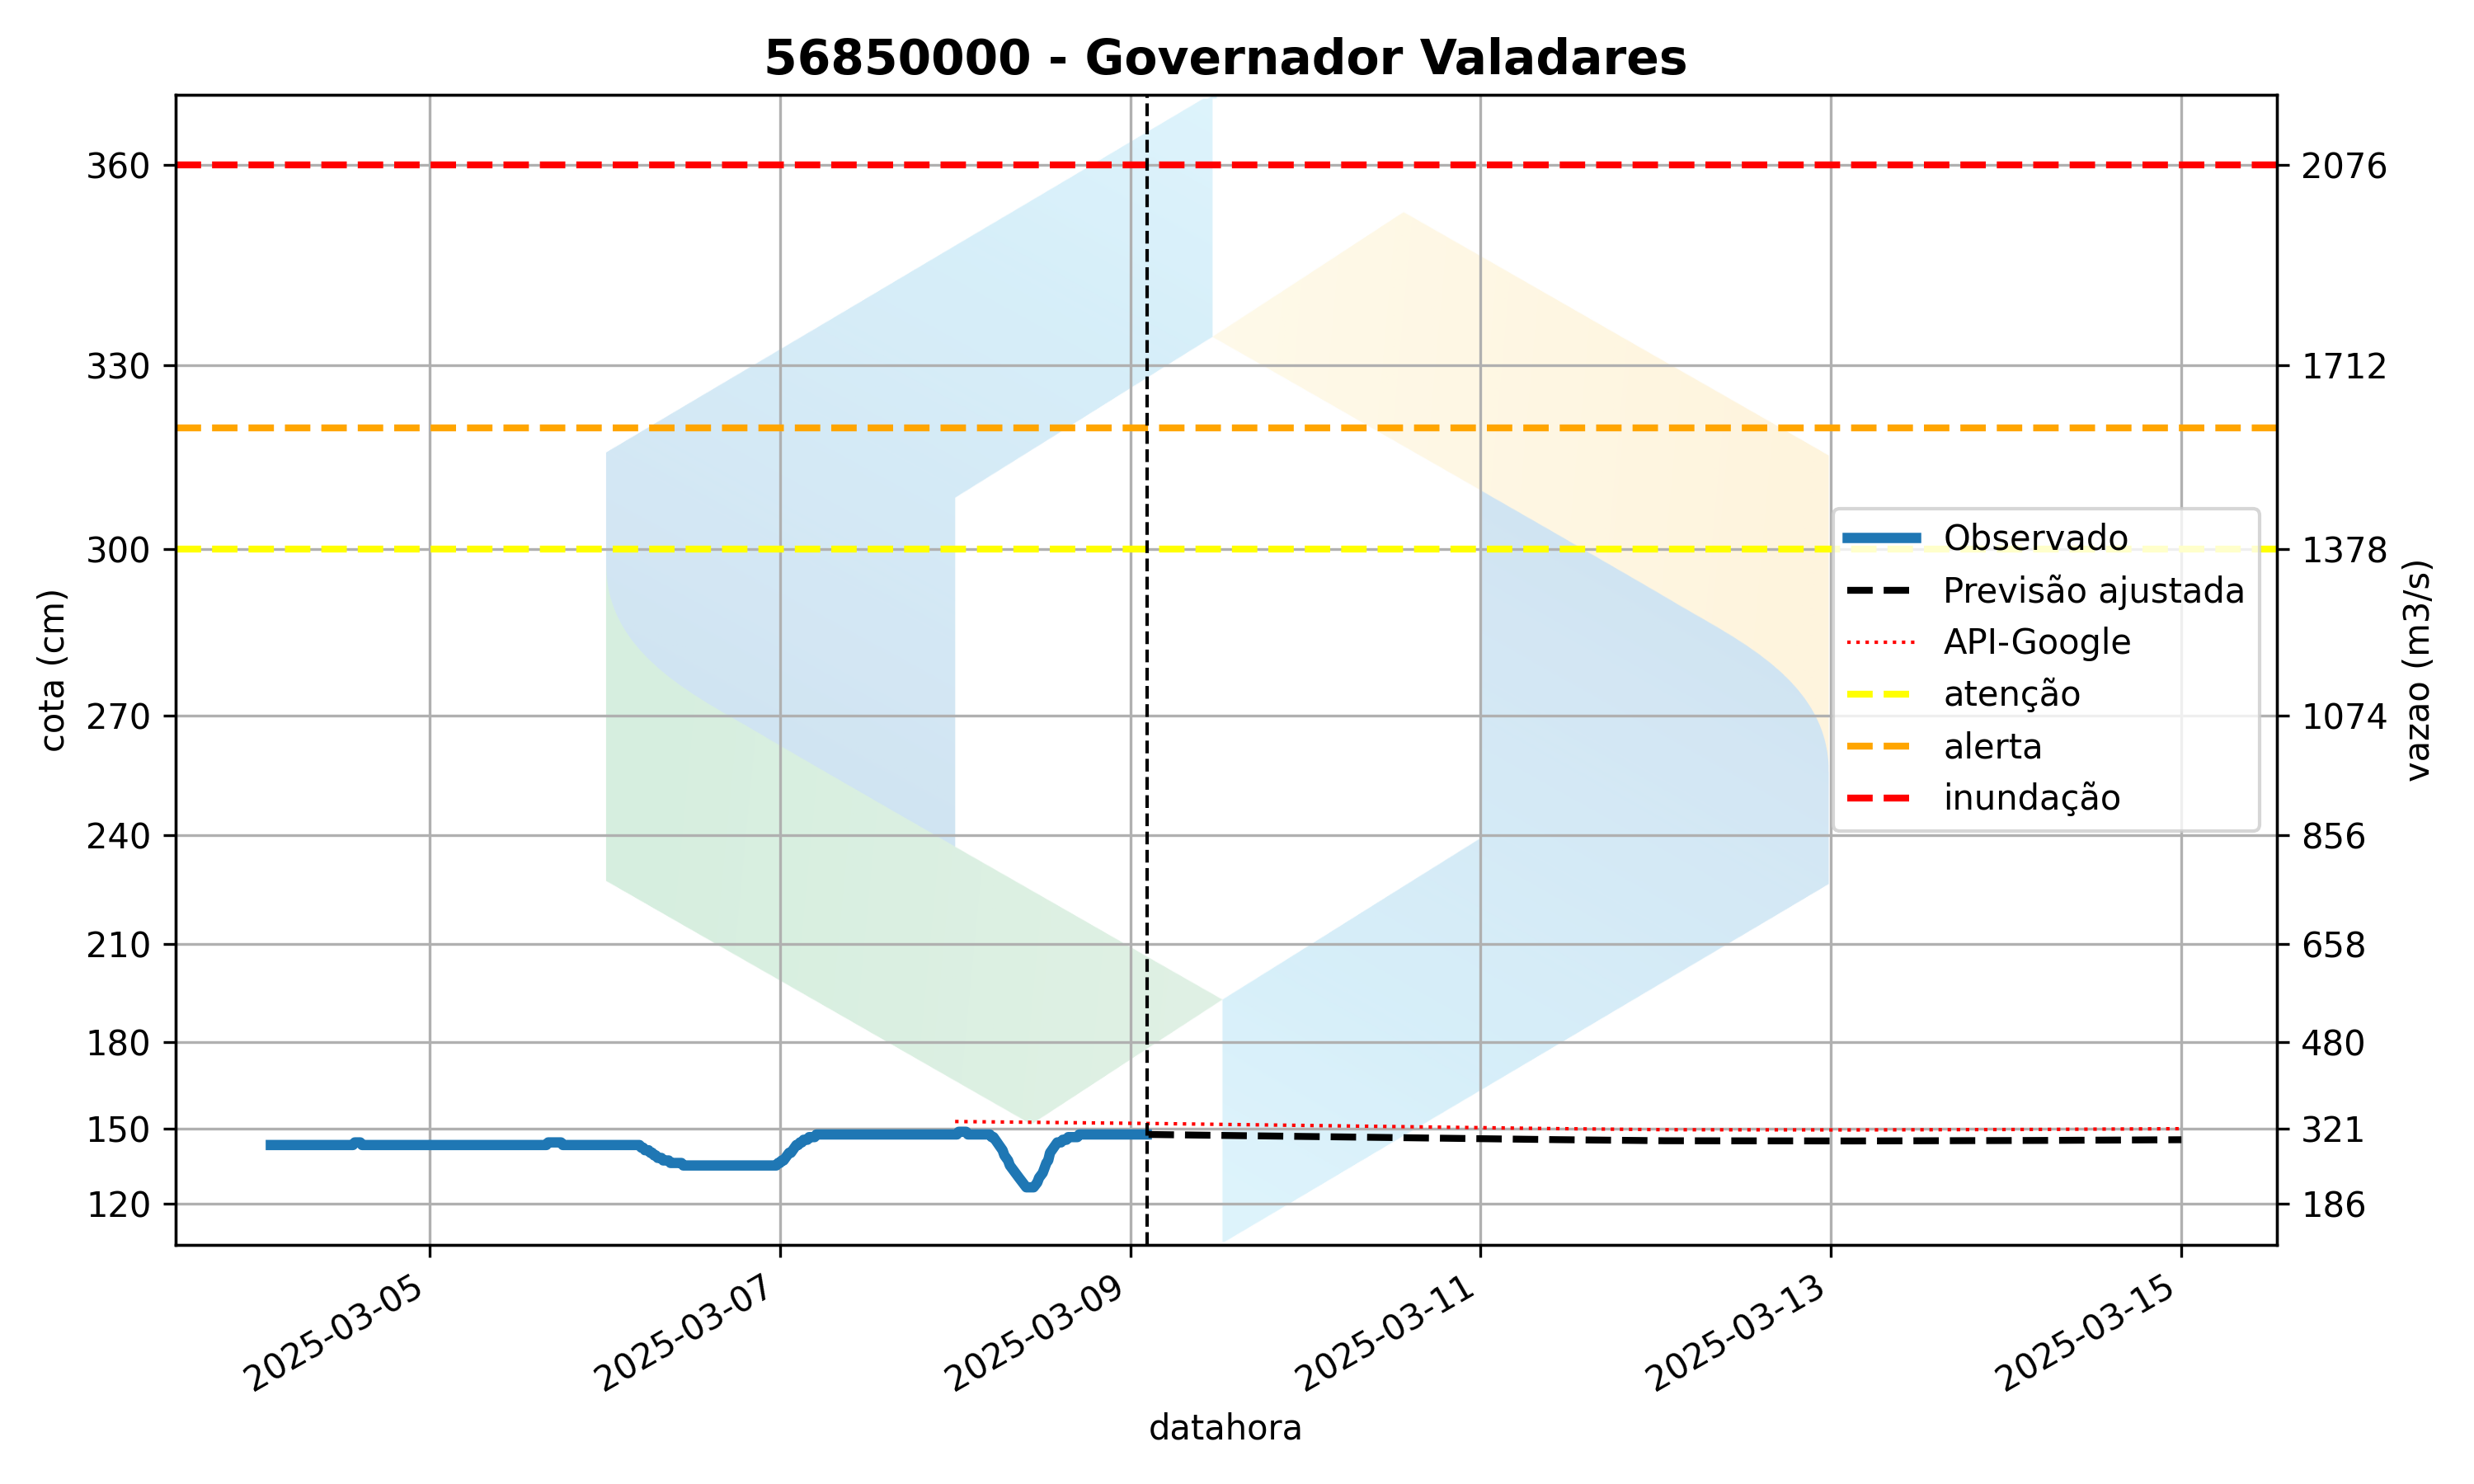 56850000 - Governador Valadares
cota (cm)
360
330
300
270
240
210
180
150
120
2076
1712
1378
1074
856
658
480
321
186
vazao (m3/s)
Observado
Previsão ajustada
API-Google
atenção
alerta
inundação
2025-03-05
2025-03-07
2025-03-09
2025-03-11
2025-03-13
2025-03-15
datahora